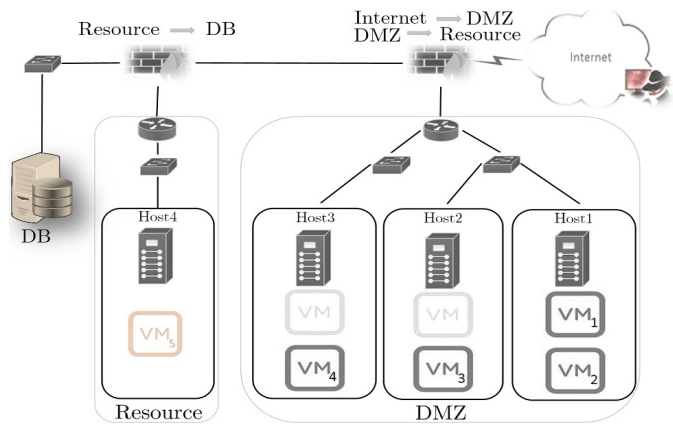 Internet → DMZ
Resource → DB
DMZ → Resource
Internet
DB
Host4
Host3
Host2
Host1
VM
VM
VM1
VM5
VM4
VM3
VM2
Resource
DMZ